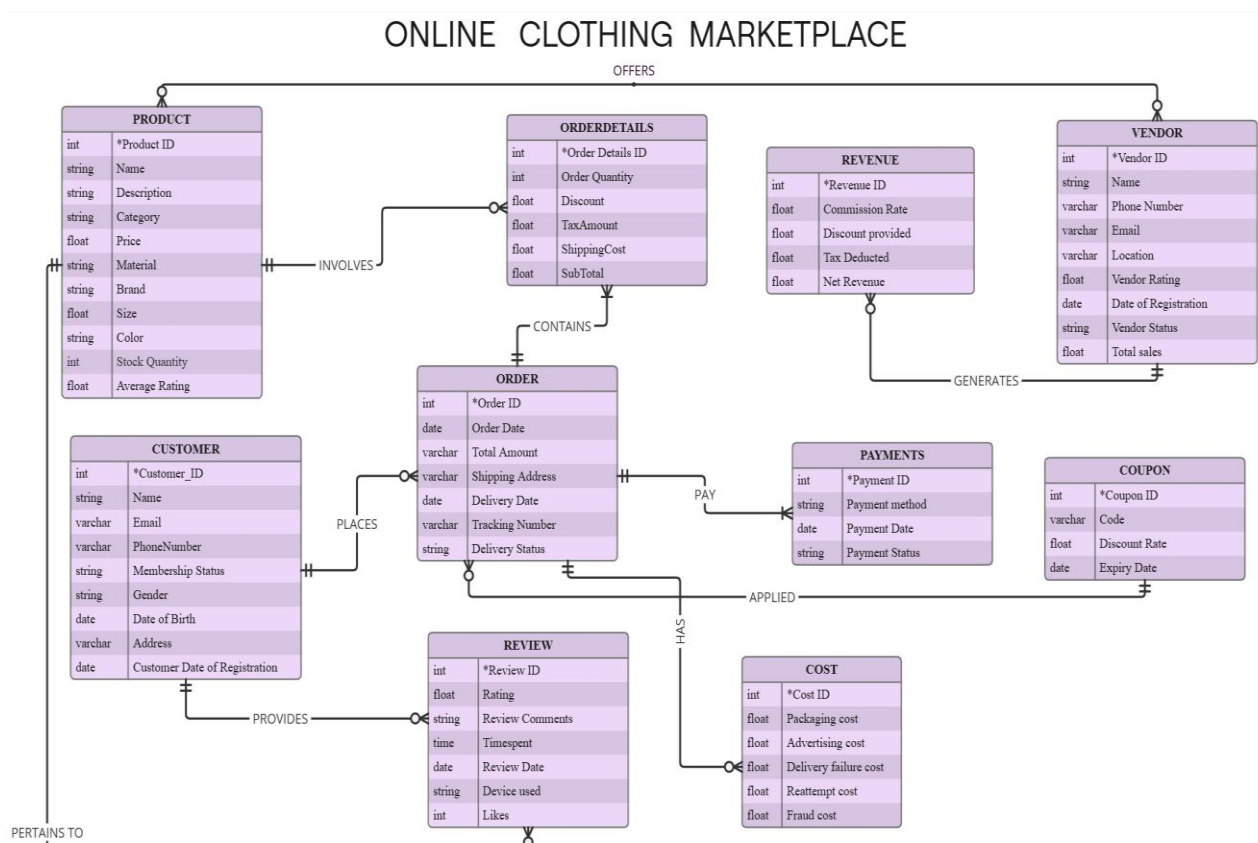 ONLINE CLOTHING MARKETPLACE
OFFERS
PRODUCT
int *Product ID
string Name
string Description
string Category
float Price
string Material
string Brand
float Size
string Color
int Stock Quantity
float Average Rating
INVOLVES
ORDERDETAILS
int *Order Details ID
int Order Quantity
float Discount
float TaxAmount
float ShippingCost
float SubTotal
REVENUE
int *Revenue ID
float Commission Rate
float Discount provided
float Tax Deducted
float Net Revenue
VENDOR
int *Vendor ID
string Name
varchar Phone Number
varchar Email
varchar Location
float Vendor Rating
date Date of Registration
string Vendor Status
float Total sales
GENERATES
CONTAINS
ORDER
int *Order ID
date Order Date
varchar Total Amount
varchar Shipping Address
date Delivery Date
varchar Tracking Number
string Delivery Status
CUSTOMER
int *Customer_ID
string Name
varchar Email
varchar PhoneNumber
string Membership Status
string Gender
date Date of Birth
varchar Address
date Customer Date of Registration
PLACES
PAY
PAYMENTS
int *Payment ID
string Payment method
date Payment Date
string Payment Status
COUPON
int *Coupon ID
varchar Code
float Discount Rate
date Expiry Date
APPLIED
HAS
PROVIDES
REVIEW
int *Review ID
float Rating
string Review Comments
time Timespent
date Review Date
string Device used
int Likes
COST
int *Cost ID
float Packaging cost
float Advertising cost
float Delivery failure cost
float Reattempt cost
float Fraud cost
PERTAINS TO